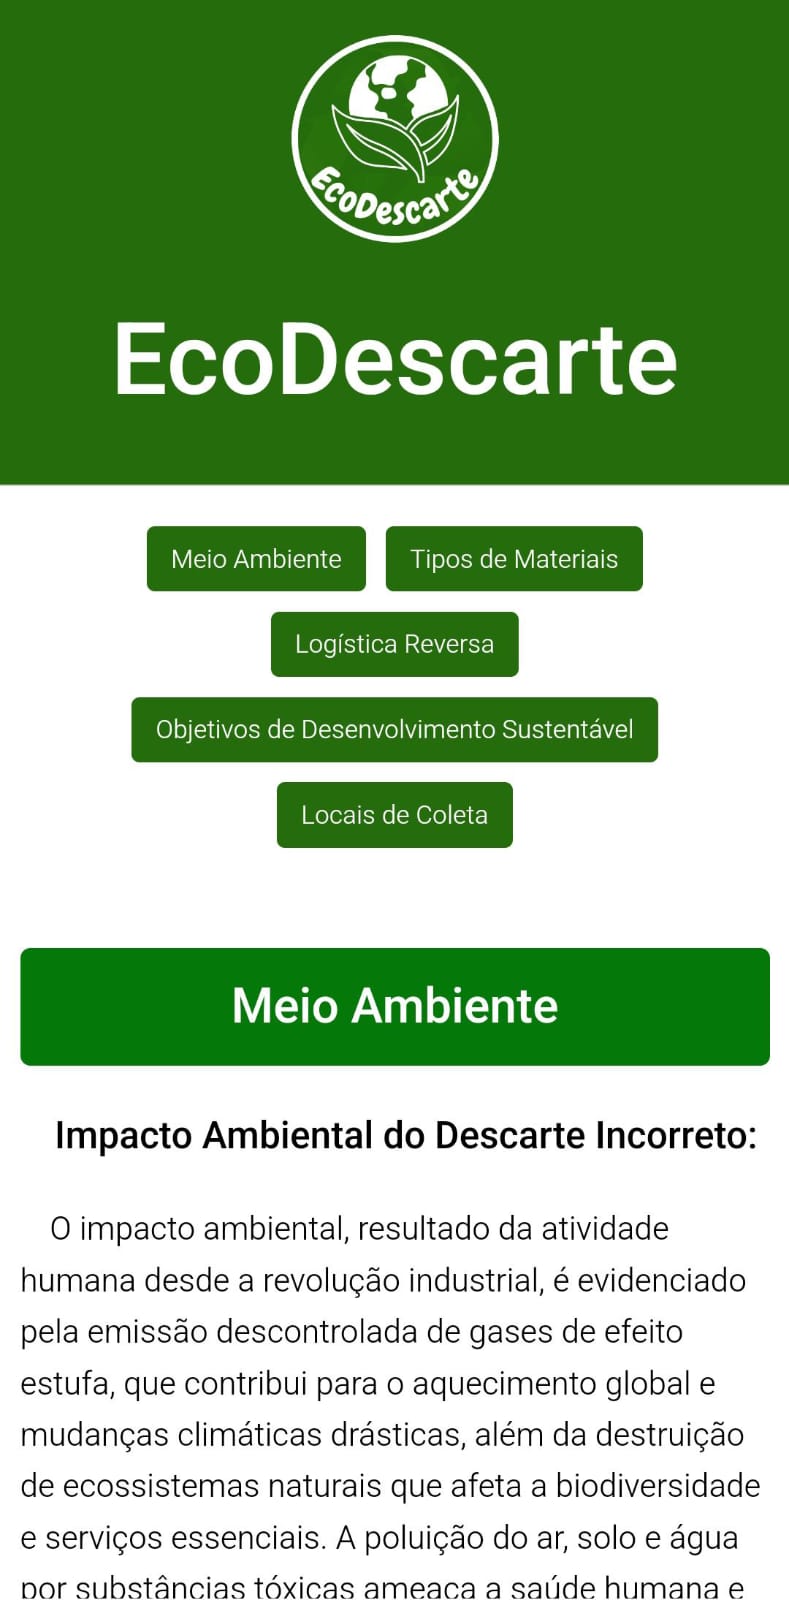 EcoDescarte
EcoDescarte
Meio Ambiente
Tipos de Materiais
Logística Reversa
Objetivos de Desenvolvimento Sustentável
Locais de Coleta
Meio Ambiente
Impacto Ambiental do Descarte Incorreto:
O impacto ambiental, resultado da atividade
humana desde a revolução industrial, é evidenciado
pela emissão descontrolada de gases de efeito
estufa, que contribui para o aquecimento global e
mudanças climáticas drásticas, além da destruição
de ecossistemas naturais que afeta a biodiversidade
e serviços essenciais. A poluição do ar, solo e água
por substâncias tóxicas ameaça a saúde humana e